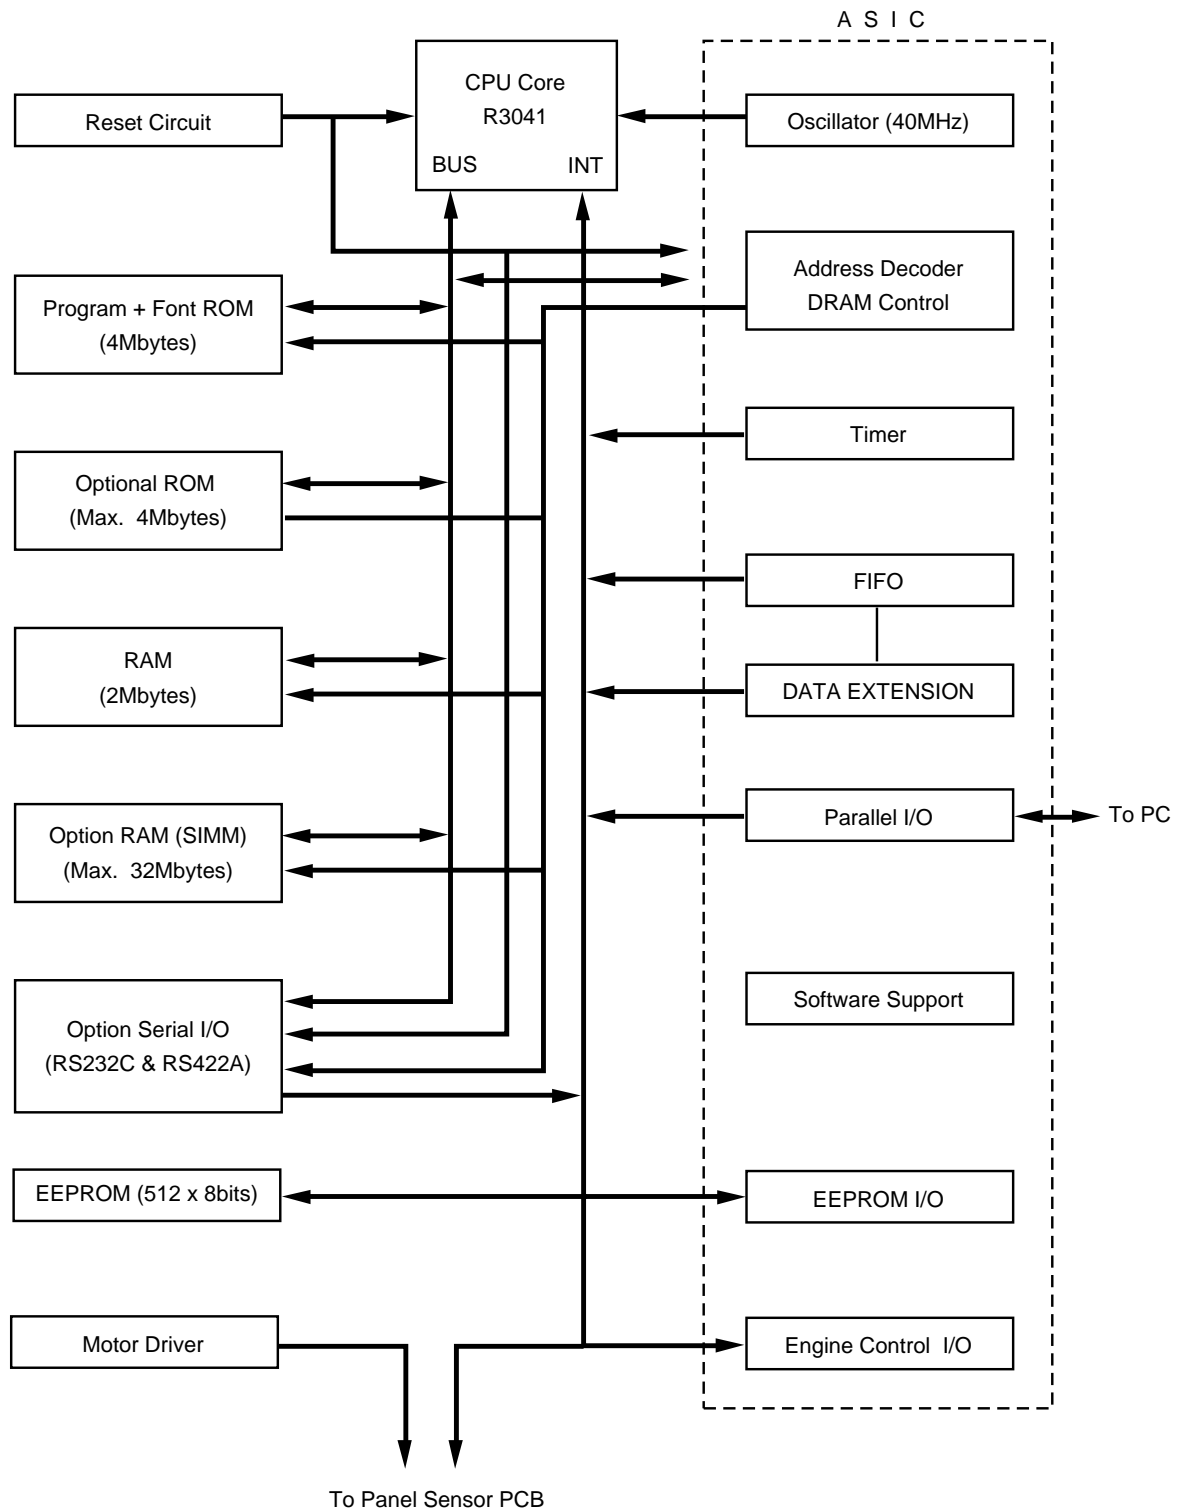 A S I C
CPU Core
R3041
BUS INT
Reset Circuit
Oscillator (40MHz)
Program + Font ROM
(4Mbytes)
Address Decoder
DRAM Control
Optional ROM
(Max. 4Mbytes)
Timer
FIFO
RAM
(2Mbytes)
DATA EXTENSION
Option RAM (SIMM)
(Max. 32Mbytes)
Parallel I/O
To PC
Software Support
Option Serial I/O
(RS232C & RS422A)
EEPROM (512 x 8bits)
EEPROM I/O
Motor Driver
Engine Control I/O
To Panel Sensor PCB